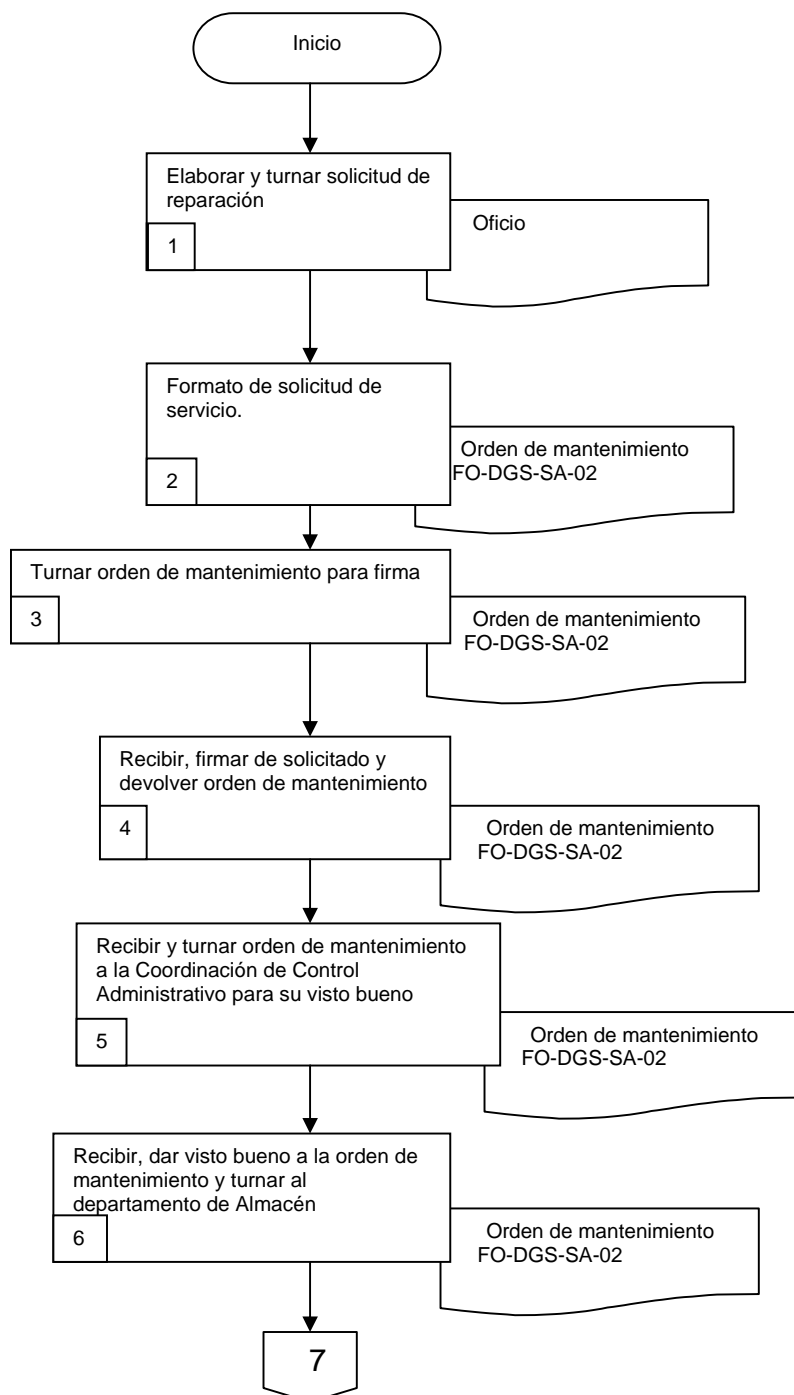 Inicio
Elaborar y turnar solicitud de
reparación
1
Oficio
Formato de solicitud de
servicio.
2
Orden de mantenimiento
FO-DGS-SA-02
Turnar orden de mantenimiento para firma
3
Orden de mantenimiento
FO-DGS-SA-02
Recibir, firmar de solicitado y
devolver orden de mantenimiento
4
Orden de mantenimiento
FO-DGS-SA-02
Recibir y turnar orden de mantenimiento
a la Coordinación de Control
Administrativo para su visto bueno
5
Orden de mantenimiento
FO-DGS-SA-02
Recibir, dar visto bueno a la orden de
mantenimiento y turnar al
departamento de Almacén
6
Orden de mantenimiento
FO-DGS-SA-02
7